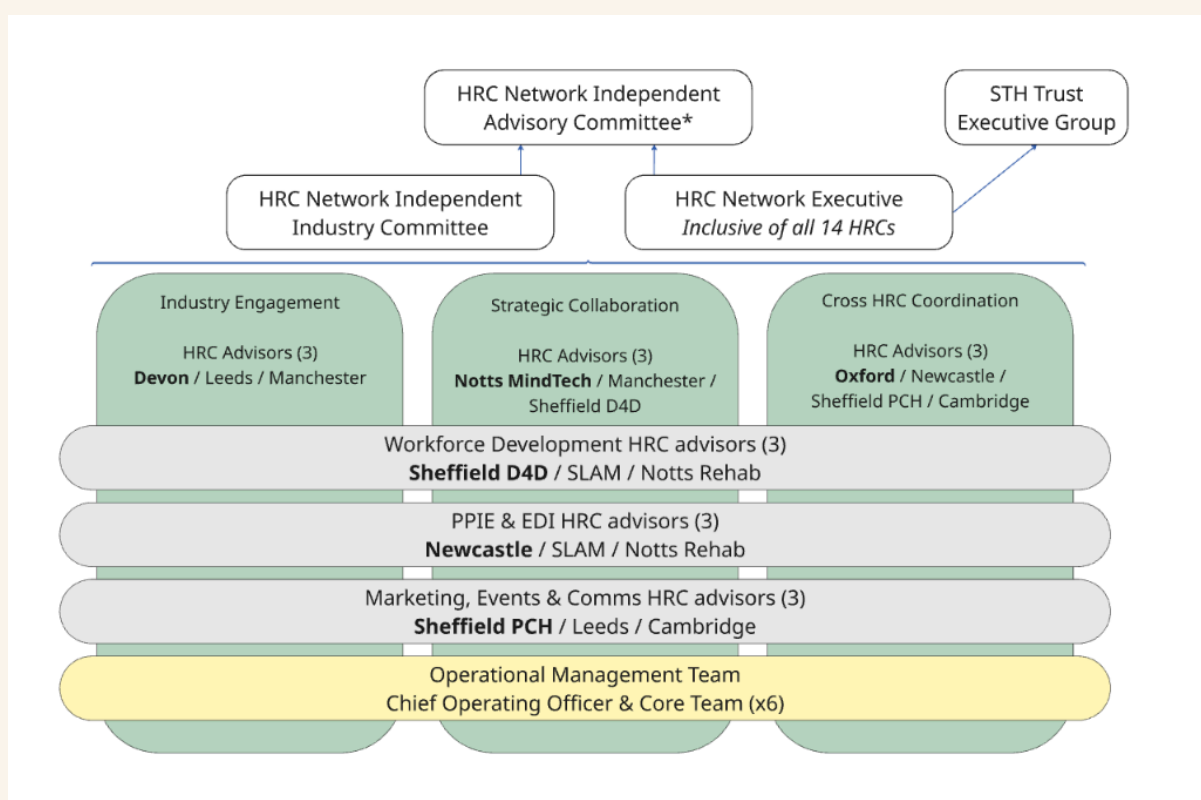 HRC Network Independent
Advisory Committee*
STH Trust
Executive Group
HRC Network Independent
Industry Committee
HRC Network Executive
Inclusive of all 14 HRCs
Industry Engagement
HRC Advisors (3)
Devon / Leeds / Manchester
Strategic Collaboration
HRC Advisors (3)
Notts MindTech / Manchester /
Sheffield D4D
Cross HRC Coordination
HRC Advisors (3)
Oxford / Newcastle /
Sheffield PCH / Cambridge
Workforce Development HRC advisors (3)
Sheffield D4D / SLAM / Notts Rehab
PPIE & EDI HRC advisors (3)
Newcastle / SLAM / Notts Rehab
Marketing, Events & Comms HRC advisors (3)
Sheffield PCH / Leeds / Cambridge
Operational Management Team
Chief Operating Officer & Core Team (x6)